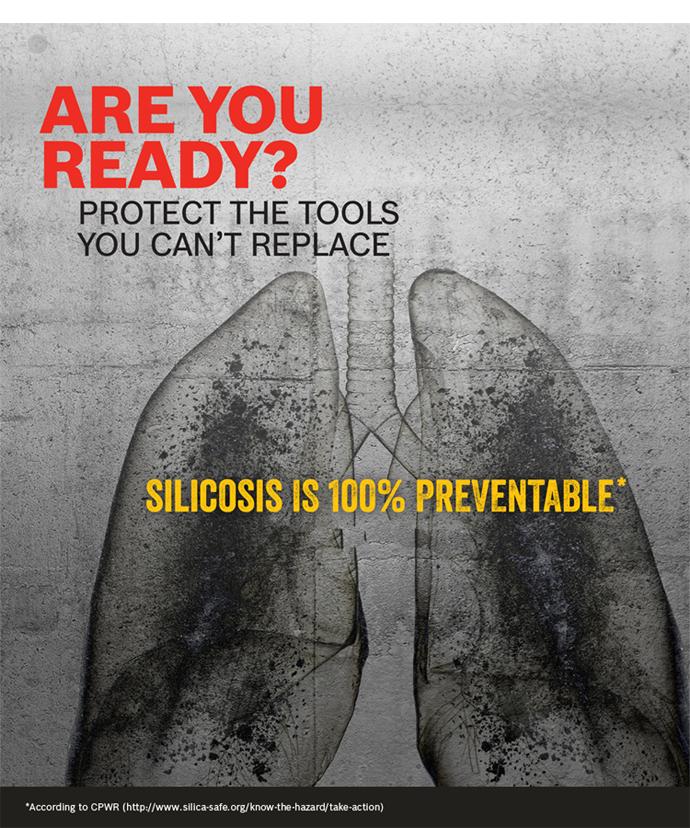 ARE YOU
READY?
PROTECT THE TOOLS
YOU CAN'T REPLACE
SILICOSIS IS 100% PREVENTABLE*
*According to CPWR (http://www.silica-safe.org/know-the-hazard/take-action)